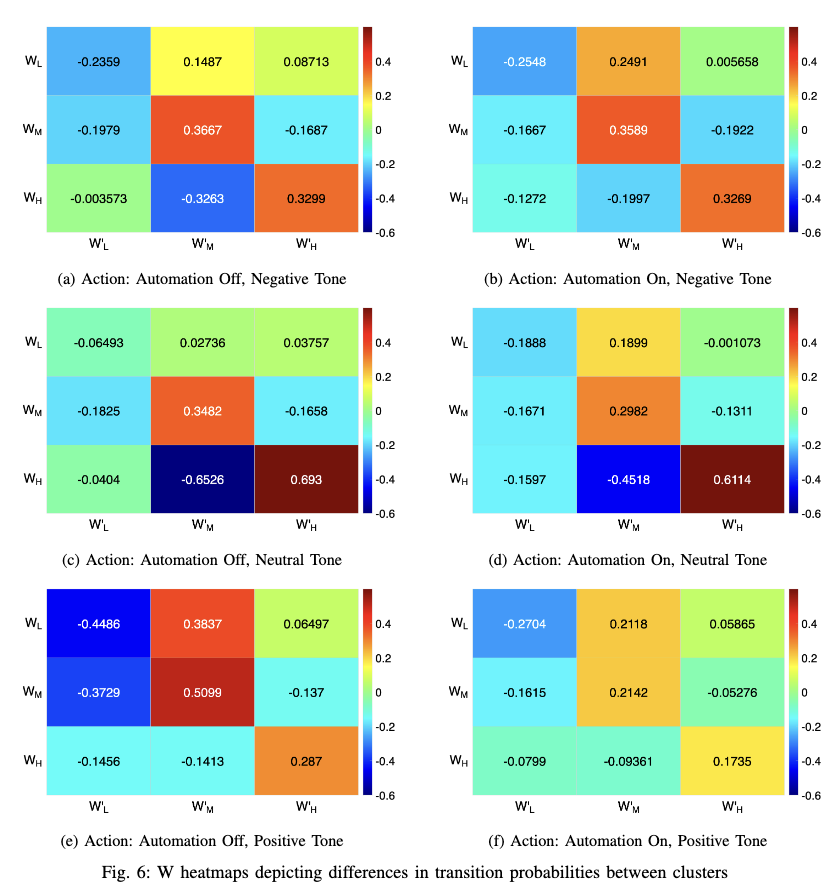 W_L -0.2359 0.1487 0.08713
W_M -0.1979 0.3667 -0.1687
W_H -0.003573 -0.3263 0.3299
W'_L W'_M W'_H
0.4
0.2
0
-0.2
-0.4
-0.6
(a) Action: Automation Off, Negative Tone
W_L -0.2548 0.2491 0.005658
W_M -0.1667 0.3589 -0.1922
W_H -0.1272 -0.1997 0.3269
W'_L W'_M W'_H
0.4
0.2
0
-0.2
-0.4
-0.6
(b) Action: Automation On, Negative Tone
W_L -0.06493 0.02736 0.03757
W_M -0.1825 0.3482 -0.1658
W_H -0.0404 -0.6526 0.693
W'_L W'_M W'_H
0.4
0.2
0
-0.2
-0.4
-0.6
(c) Action: Automation Off, Neutral Tone
W_L -0.1888 0.1899 -0.001073
W_M -0.1671 0.2982 -0.1311
W_H -0.1597 -0.4518 0.6114
W'_L W'_M W'_H
0.4
0.2
0
-0.2
-0.4
-0.6
(d) Action: Automation On, Neutral Tone
W_L -0.4486 0.3837 0.06497
W_M -0.3729 0.5099 -0.137
W_H -0.1456 -0.1413 0.287
W'_L W'_M W'_H
0.4
0.2
0
-0.2
-0.4
-0.6
(e) Action: Automation Off, Positive Tone
W_L -0.2704 0.2118 0.05865
W_M -0.1615 0.2142 -0.05276
W_H -0.0799 -0.09361 0.1735
W'_L W'_M W'_H
0.4
0.2
0
-0.2
-0.4
-0.6
(f) Action: Automation On, Positive Tone
Fig. 6: W heatmaps depicting differences in transition probabilities between clusters